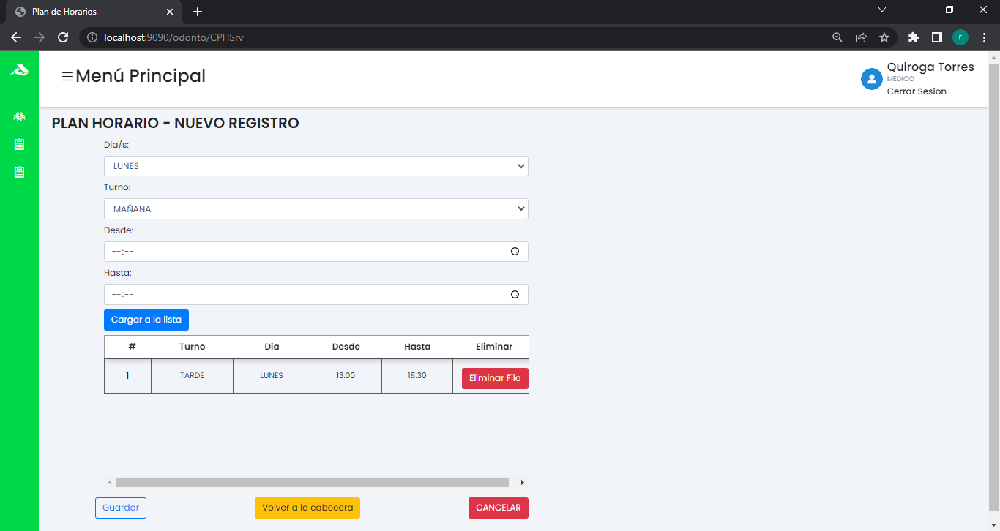 Plan de Horarios
localhost:9090/odonto/CPHSrv
r
Menú Principal
Quiroga Torres
MEDICO
Cerrar Sesion
PLAN HORARIO - NUEVO REGISTRO
Dia/s:
LUNES
Turno:
MAÑANA
Desde:
--:--
Hasta:
--:--
Cargar a la lista
# Turno Dia Desde Hasta Eliminar
1 TARDE LUNES 13:00 18:30 Eliminar Fila
Guardar Volver a la cabecera CANCELAR